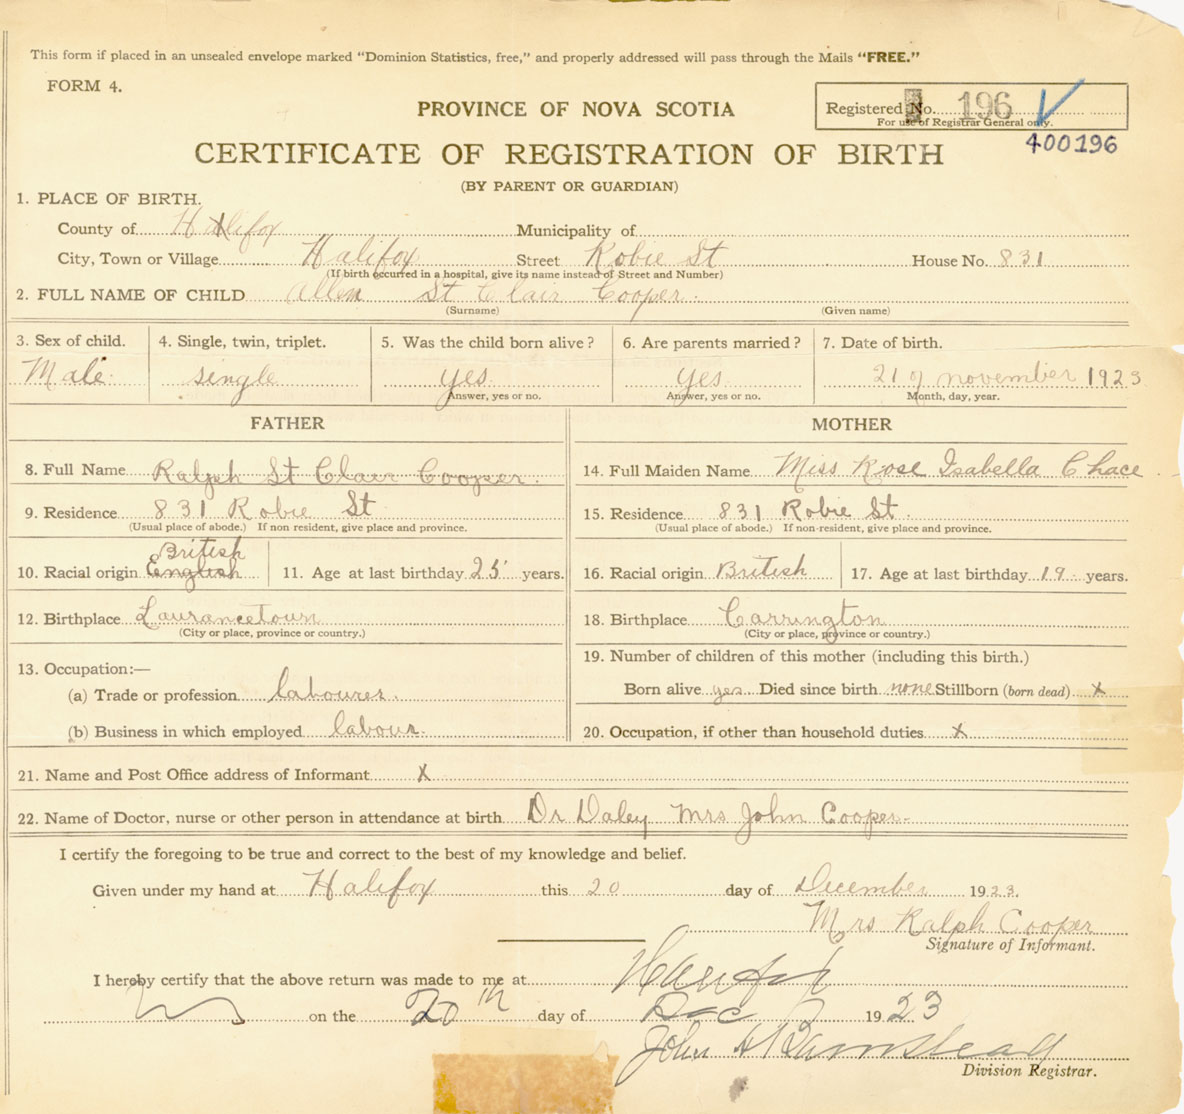 This form if placed in an unsealed envelope marked "Dominion Statistics, free," and properly addressed will pass through the Mails "FREE."
FORM 4.
PROVINCE OF NOVA SCOTIA
Registered No. 196
For use of Registrar General only.
400196
CERTIFICATE OF REGISTRATION OF BIRTH
(BY PARENT OR GUARDIAN)
1. PLACE OF BIRTH.
County of Halifax Municipality of
City, Town or Village Halifax Street Robie St House No. 831
(If birth occurred in a hospital, give its name instead of Street and Number)
2. FULL NAME OF CHILD Allen St Clair Cooper.
(Surname) (Given name)
3. Sex of child. 4. Single, twin, triplet. 5. Was the child born alive? 6. Are parents married? 7. Date of birth.
Male single yes yes 21 of november 1923
Answer, yes or no. Answer, yes or no. Month, day, year.
FATHER MOTHER
8. Full Name Ralph St Clair Cooper. 14. Full Maiden Name Miss Rose Isabella Chace
9. Residence 831 Robie St 15. Residence 831 Robie St
(Usual place of abode.) If non resident, give place and province. (Usual place of abode.) If non-resident, give place and province.
British
10. Racial origin English 11. Age at last birthday 25 years. 16. Racial origin British 17. Age at last birthday 19 years.
12. Birthplace Laurancetown 18. Birthplace Carrington
(City or place, province or country.) (City or place, province or country.)
13. Occupation:— 19. Number of children of this mother (including this birth.)
(a) Trade or profession labourer. Born alive yes Died since birth none Stillborn (born dead) x
(b) Business in which employed labour. 20. Occupation, if other than household duties x
21. Name and Post Office address of Informant x
22. Name of Doctor, nurse or other person in attendance at birth Dr Daley Mrs John Cooper
I certify the foregoing to be true and correct to the best of my knowledge and belief.
Given under my hand at Halifax this 20 day of December 1923.
Mrs Ralph Cooper
Signature of Informant.
I hereby certify that the above return was made to me at Halifax
on the 20th day of Dec 1923
John H Barnstead
Division Registrar.